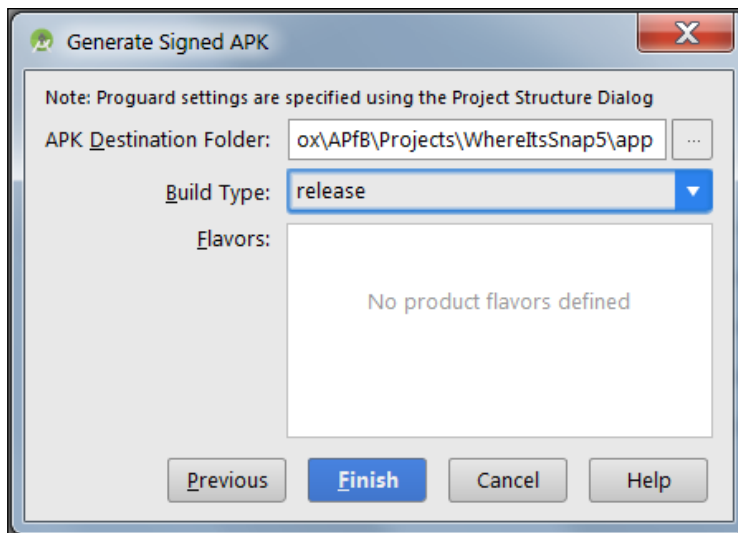 Generate Signed APK
Note: Proguard settings are specified using the Project Structure Dialog
APK Destination Folder: ox\APfB\Projects\WhereItsSnap5\app ...
Build Type: release
Flavors:
No product flavors defined
Previous Finish Cancel Help